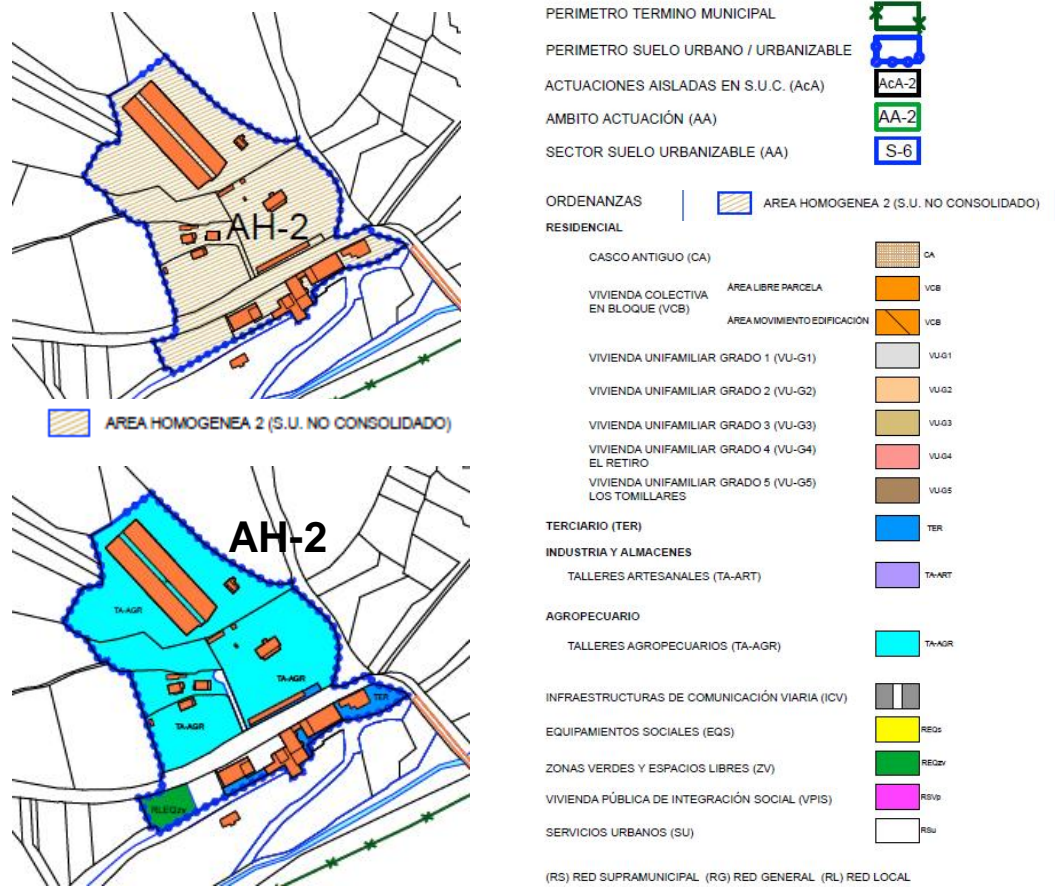 AH-2
AREA HOMOGENEA 2 (S.U. NO CONSOLIDADO)
AH-2
TA-AGR
TA-AGR
TA-AGR
TER
RLEQzv
PERIMETRO TERMINO MUNICIPAL
PERIMETRO SUELO URBANO / URBANIZABLE
ACTUACIONES AISLADAS EN S.U.C. (AcA) AcA-2
AMBITO ACTUACIÓN (AA) AA-2
SECTOR SUELO URBANIZABLE (AA) S-6
ORDENANZAS AREA HOMOGENEA 2 (S.U. NO CONSOLIDADO)
RESIDENCIAL
CASCO ANTIGUO (CA) CA
VIVIENDA COLECTIVA
EN BLOQUE (VCB)
ÁREA LIBRE PARCELA VCB
ÁREA MOVIMIENTO EDIFICACIÓN VCB
VIVIENDA UNIFAMILIAR GRADO 1 (VU-G1) VU-G1
VIVIENDA UNIFAMILIAR GRADO 2 (VU-G2) VU-G2
VIVIENDA UNIFAMILIAR GRADO 3 (VU-G3) VU-G3
VIVIENDA UNIFAMILIAR GRADO 4 (VU-G4) VU-G4
EL RETIRO
VIVIENDA UNIFAMILIAR GRADO 5 (VU-G5) VU-G5
LOS TOMILLARES
TERCIARIO (TER) TER
INDUSTRIA Y ALMACENES
TALLERES ARTESANALES (TA-ART) TA-ART
AGROPECUARIO
TALLERES AGROPECUARIOS (TA-AGR) TA-AGR
INFRAESTRUCTURAS DE COMUNICACIÓN VIARIA (ICV)
EQUIPAMIENTOS SOCIALES (EQS) REQs
ZONAS VERDES Y ESPACIOS LIBRES (ZV) REQzv
VIVIENDA PÚBLICA DE INTEGRACIÓN SOCIAL (VPIS) RSVp
SERVICIOS URBANOS (SU) RSu
(RS) RED SUPRAMUNICIPAL (RG) RED GENERAL (RL) RED LOCAL